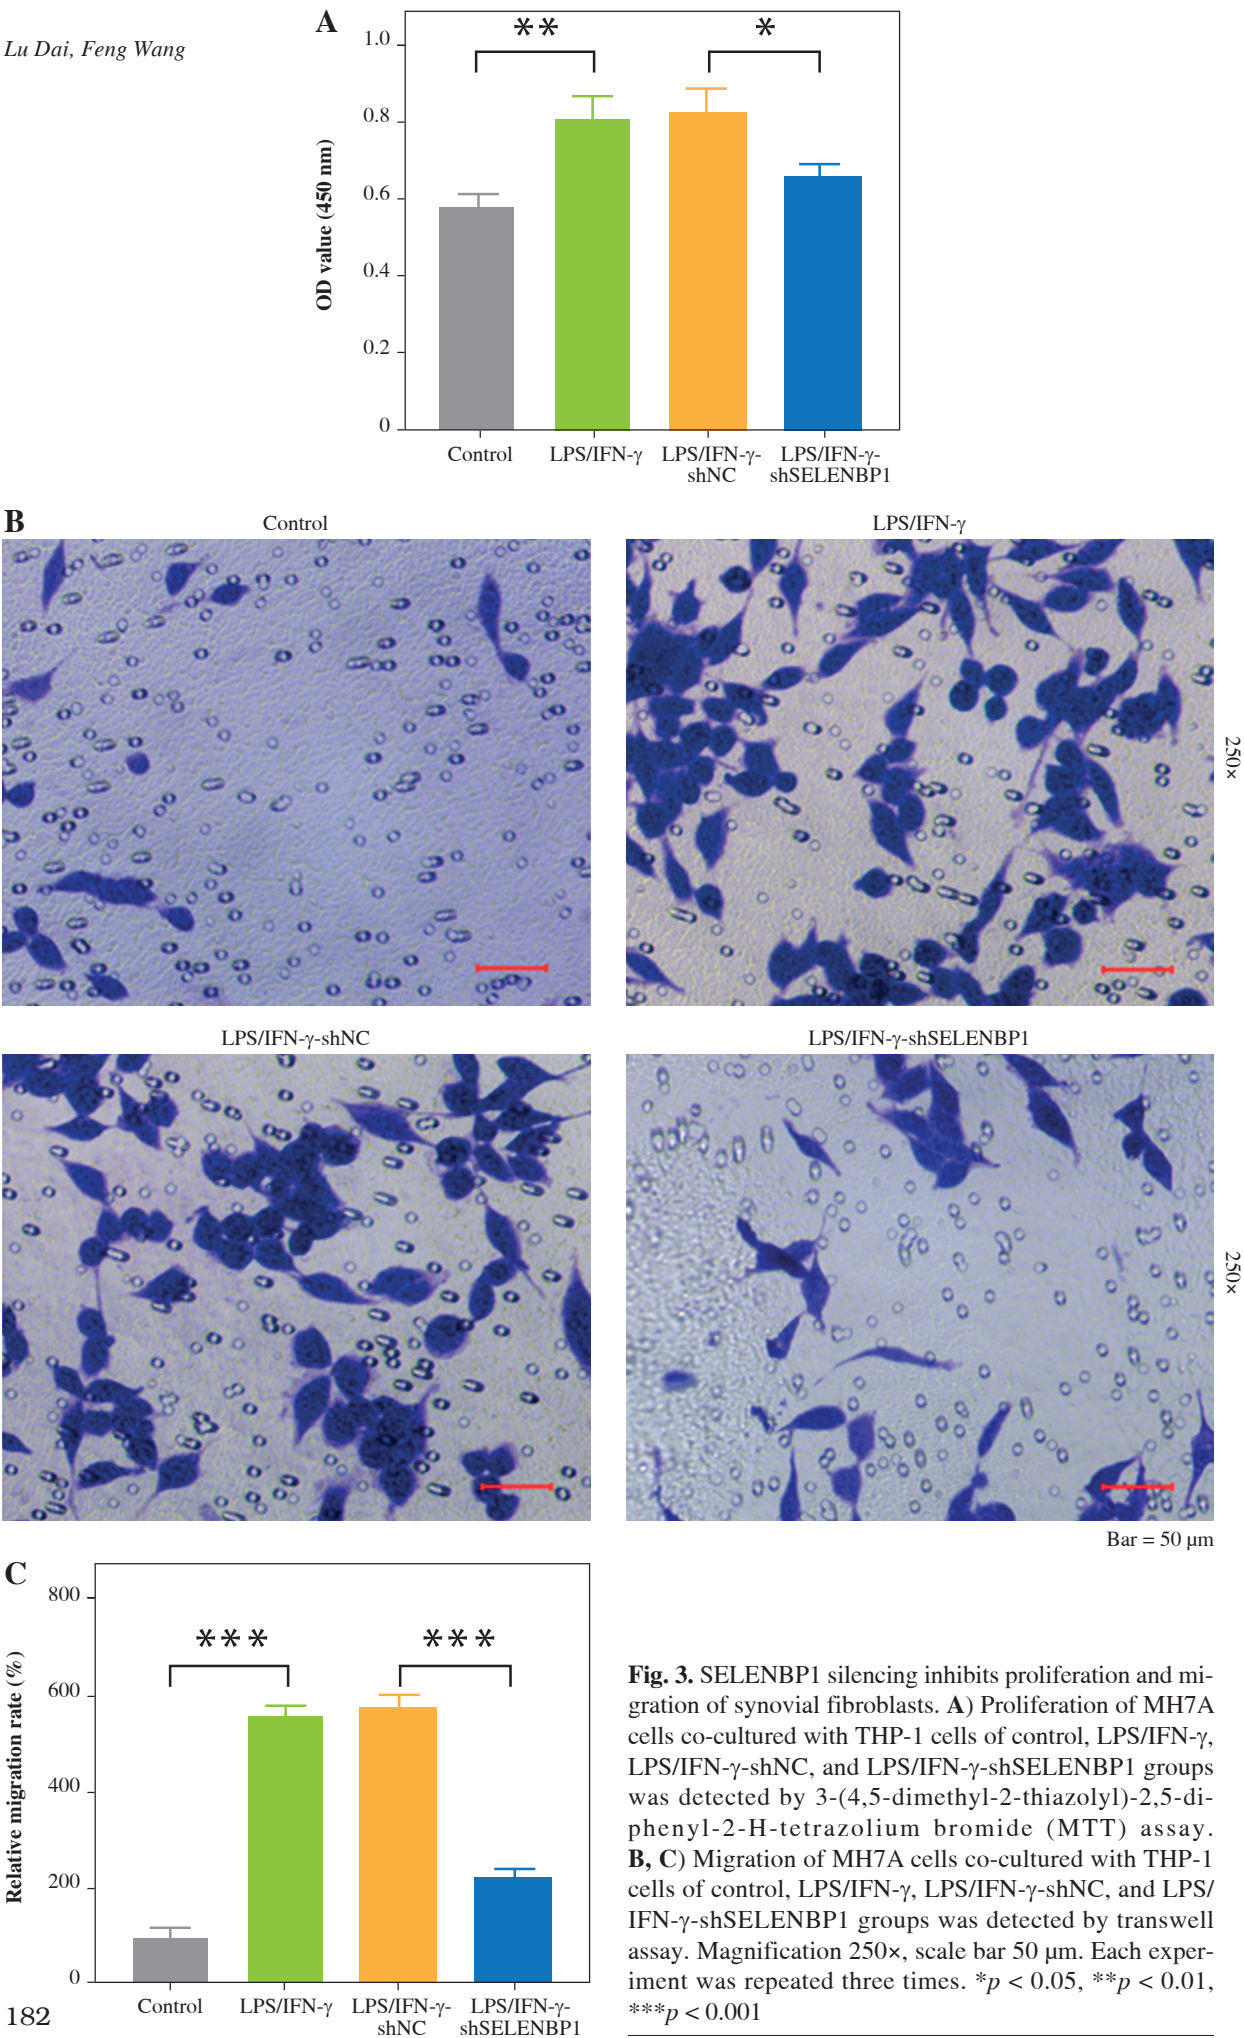 Lu Dai, Feng Wang
A
** *
1.0
0.8
0.6
0.4
0.2
0
OD value (450 nm)
Control LPS/IFN-γ LPS/IFN-γ- LPS/IFN-γ-
shNC shSELENBP1
B
Control LPS/IFN-γ
250×
LPS/IFN-γ-shNC LPS/IFN-γ-shSELENBP1
250×
Bar = 50 µm
C
*** ***
800
600
400
200
0
Relative migration rate (%)
Control LPS/IFN-γ LPS/IFN-γ- LPS/IFN-γ-
shNC shSELENBP1
Fig. 3. SELENBP1 silencing inhibits proliferation and mi-
gration of synovial fibroblasts. A) Proliferation of MH7A
cells co-cultured with THP-1 cells of control, LPS/IFN-γ,
LPS/IFN-γ-shNC, and LPS/IFN-γ-shSELENBP1 groups
was detected by 3-(4,5-dimethyl-2-thiazolyl)-2,5-di-
phenyl-2-H-tetrazolium bromide (MTT) assay.
B, C) Migration of MH7A cells co-cultured with THP-1
cells of control, LPS/IFN-γ, LPS/IFN-γ-shNC, and LPS/
IFN-γ-shSELENBP1 groups was detected by transwell
assay. Magnification 250×, scale bar 50 µm. Each exper-
iment was repeated three times. *p < 0.05, **p < 0.01,
***p < 0.001
182